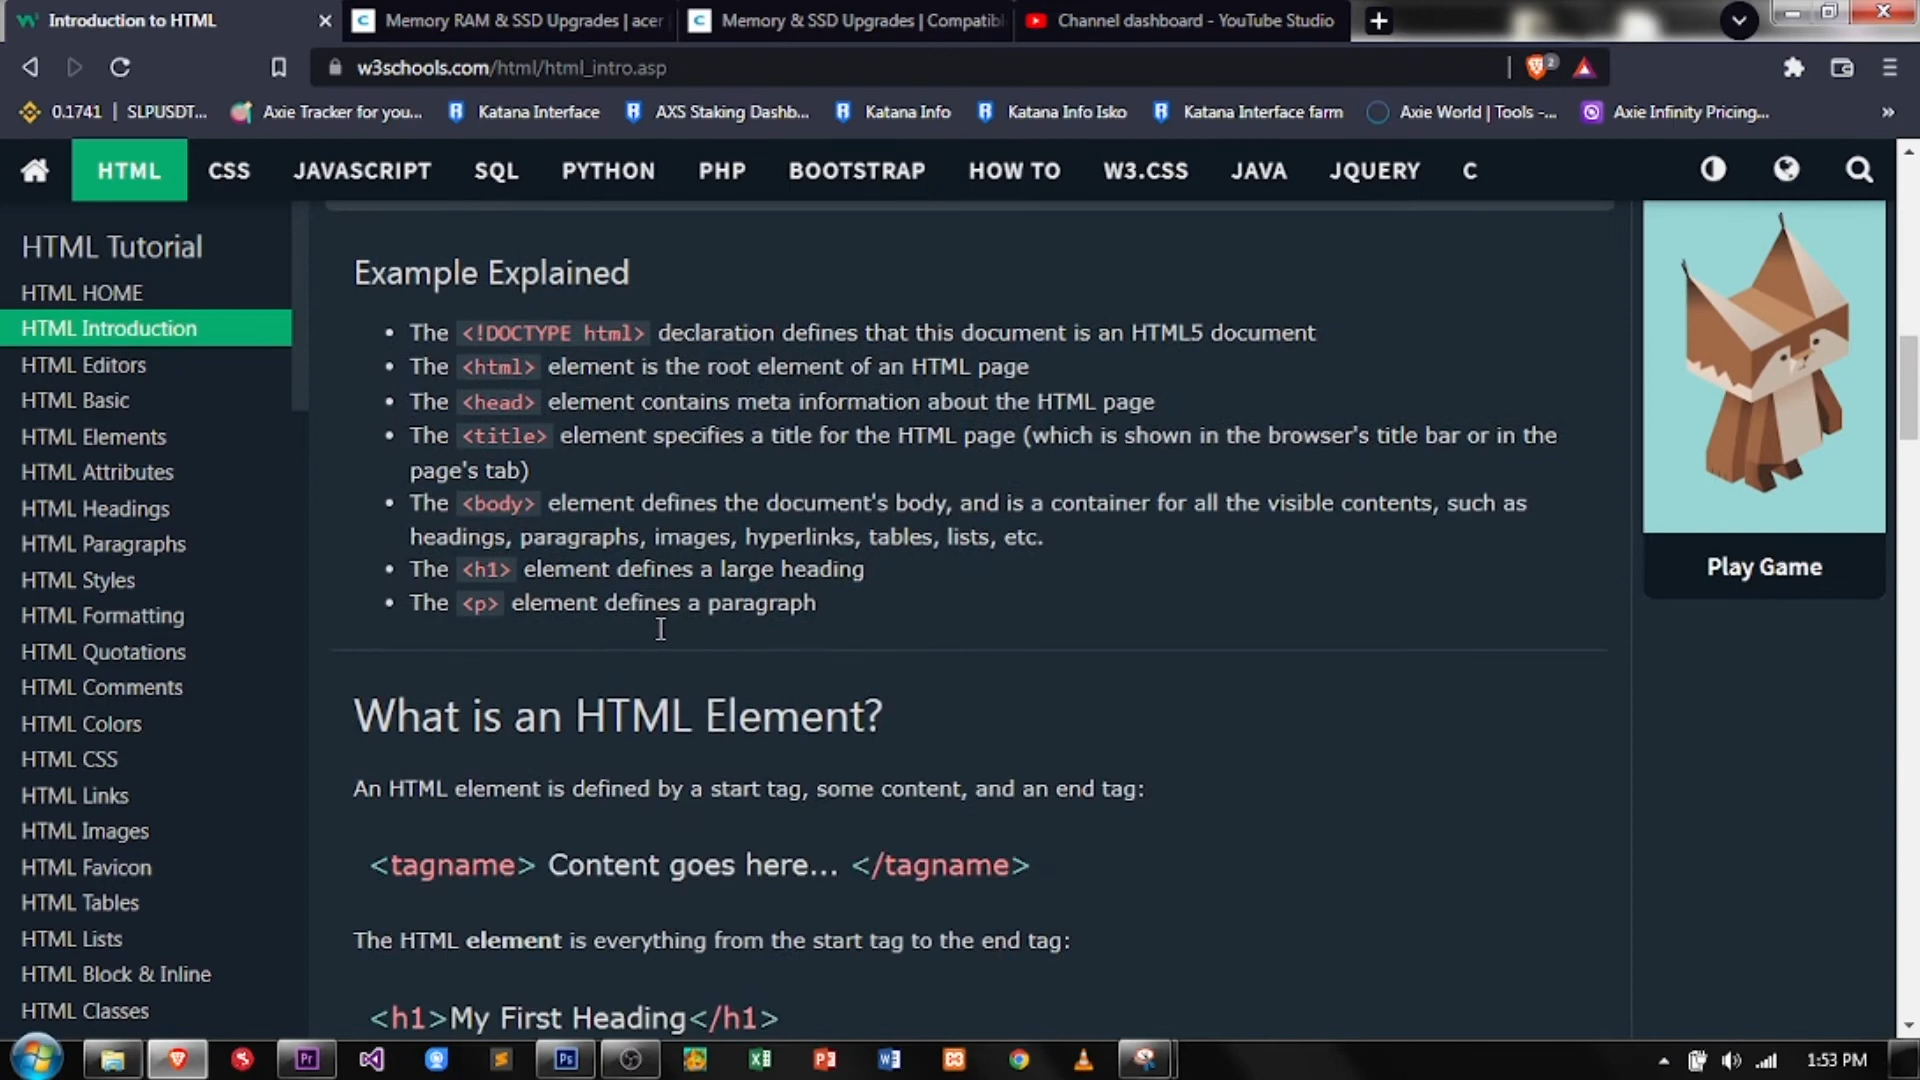 Introduction to HTML
Memory RAM & SSD Upgrades | acer
Memory & SSD Upgrades | Compatib
Channel dashboard - YouTube Studio
w3schools.com/html/html_intro.asp
2
0.1741 | SLPUSDT...
Axie Tracker for you...
Katana Interface
AXS Staking Dashb...
Katana Info
Katana Info Isko
Katana Interface farm
Axie World | Tools -...
Axie Infinity Pricing...
»
HTML CSS JAVASCRIPT SQL PYTHON PHP BOOTSTRAP HOW TO W3.CSS JAVA JQUERY C
HTML Tutorial
HTML HOME
HTML Introduction
HTML Editors
HTML Basic
HTML Elements
HTML Attributes
HTML Headings
HTML Paragraphs
HTML Styles
HTML Formatting
HTML Quotations
HTML Comments
HTML Colors
HTML CSS
HTML Links
HTML Images
HTML Favicon
HTML Tables
HTML Lists
HTML Block & Inline
HTML Classes
Example Explained
• The <!DOCTYPE html> declaration defines that this document is an HTML5 document
• The <html> element is the root element of an HTML page
• The <head> element contains meta information about the HTML page
• The <title> element specifies a title for the HTML page (which is shown in the browser's title bar or in the
page's tab)
• The <body> element defines the document's body, and is a container for all the visible contents, such as
headings, paragraphs, images, hyperlinks, tables, lists, etc.
• The <h1> element defines a large heading
• The <p> element defines a paragraph
What is an HTML Element?
An HTML element is defined by a start tag, some content, and an end tag:
<tagname> Content goes here... </tagname>
The HTML element is everything from the start tag to the end tag:
<h1>My First Heading</h1>
Play Game
Pr
Ps
1:53 PM